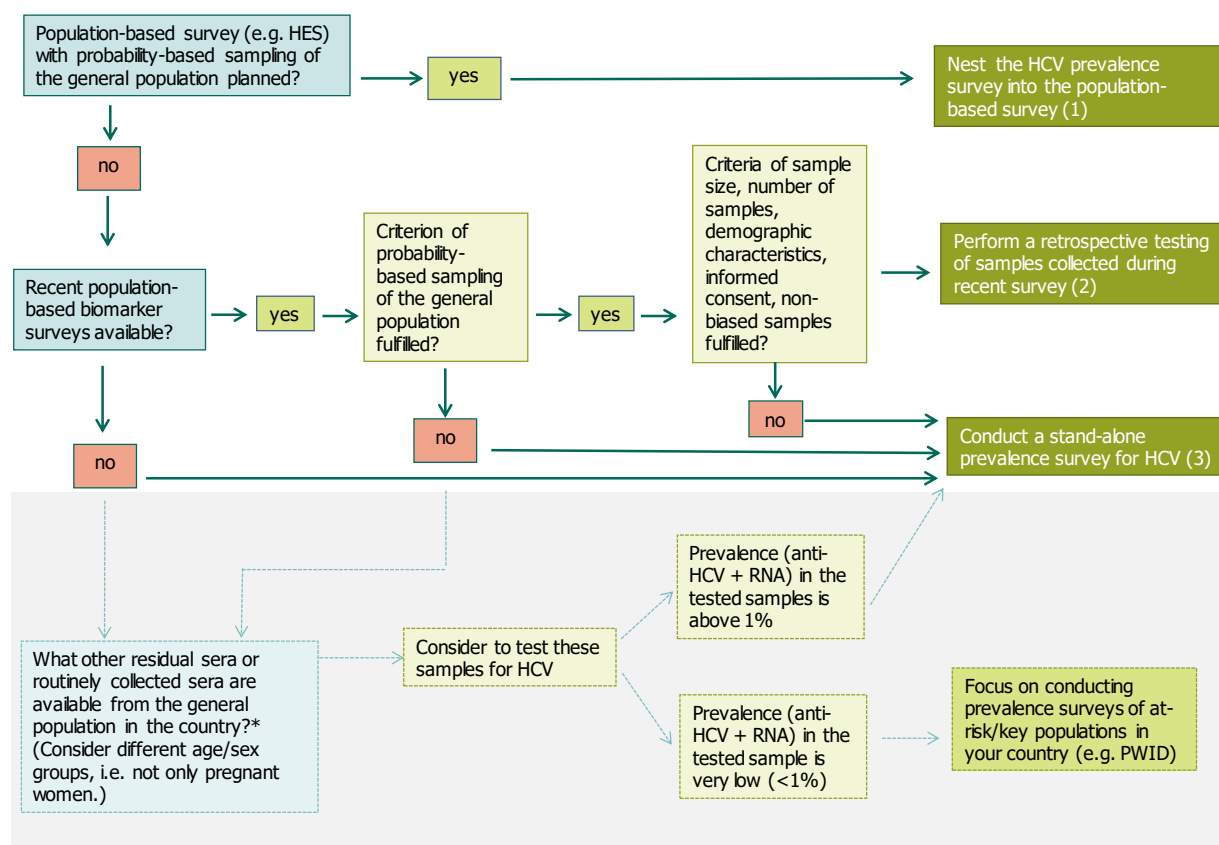 Population-based survey (e.g. HES)
with probability-based sampling of
the general population planned?
yes
Nest the HCV prevalence
survey into the population-
based survey (1)
no
Criteria of sample
size, number of
samples,
demographic
characteristics,
informed
consent, non-
biased samples
fulfilled?
Criterion of
probability-
based sampling
of the general
population
fulfilled?
Perform a retrospective testing
of samples collected during
recent survey (2)
Recent population-
based biomarker
surveys available?
yes
yes
no
no
no
Conduct a stand-alone
prevalence survey for HCV (3)
Prevalence (anti-
HCV + RNA) in the
tested samples is
above 1%
What other residual sera or
routinely collected sera are
available from the general
population in the country?*
(Consider different age/sex
groups, i.e. not only pregnant
women.)
Consider to test these
samples for HCV
Prevalence (anti-
HCV + RNA) in the
tested sample is
very low (<1%)
Focus on conducting
prevalence surveys of at-
risk/key populations in
your country (e.g. PWID)